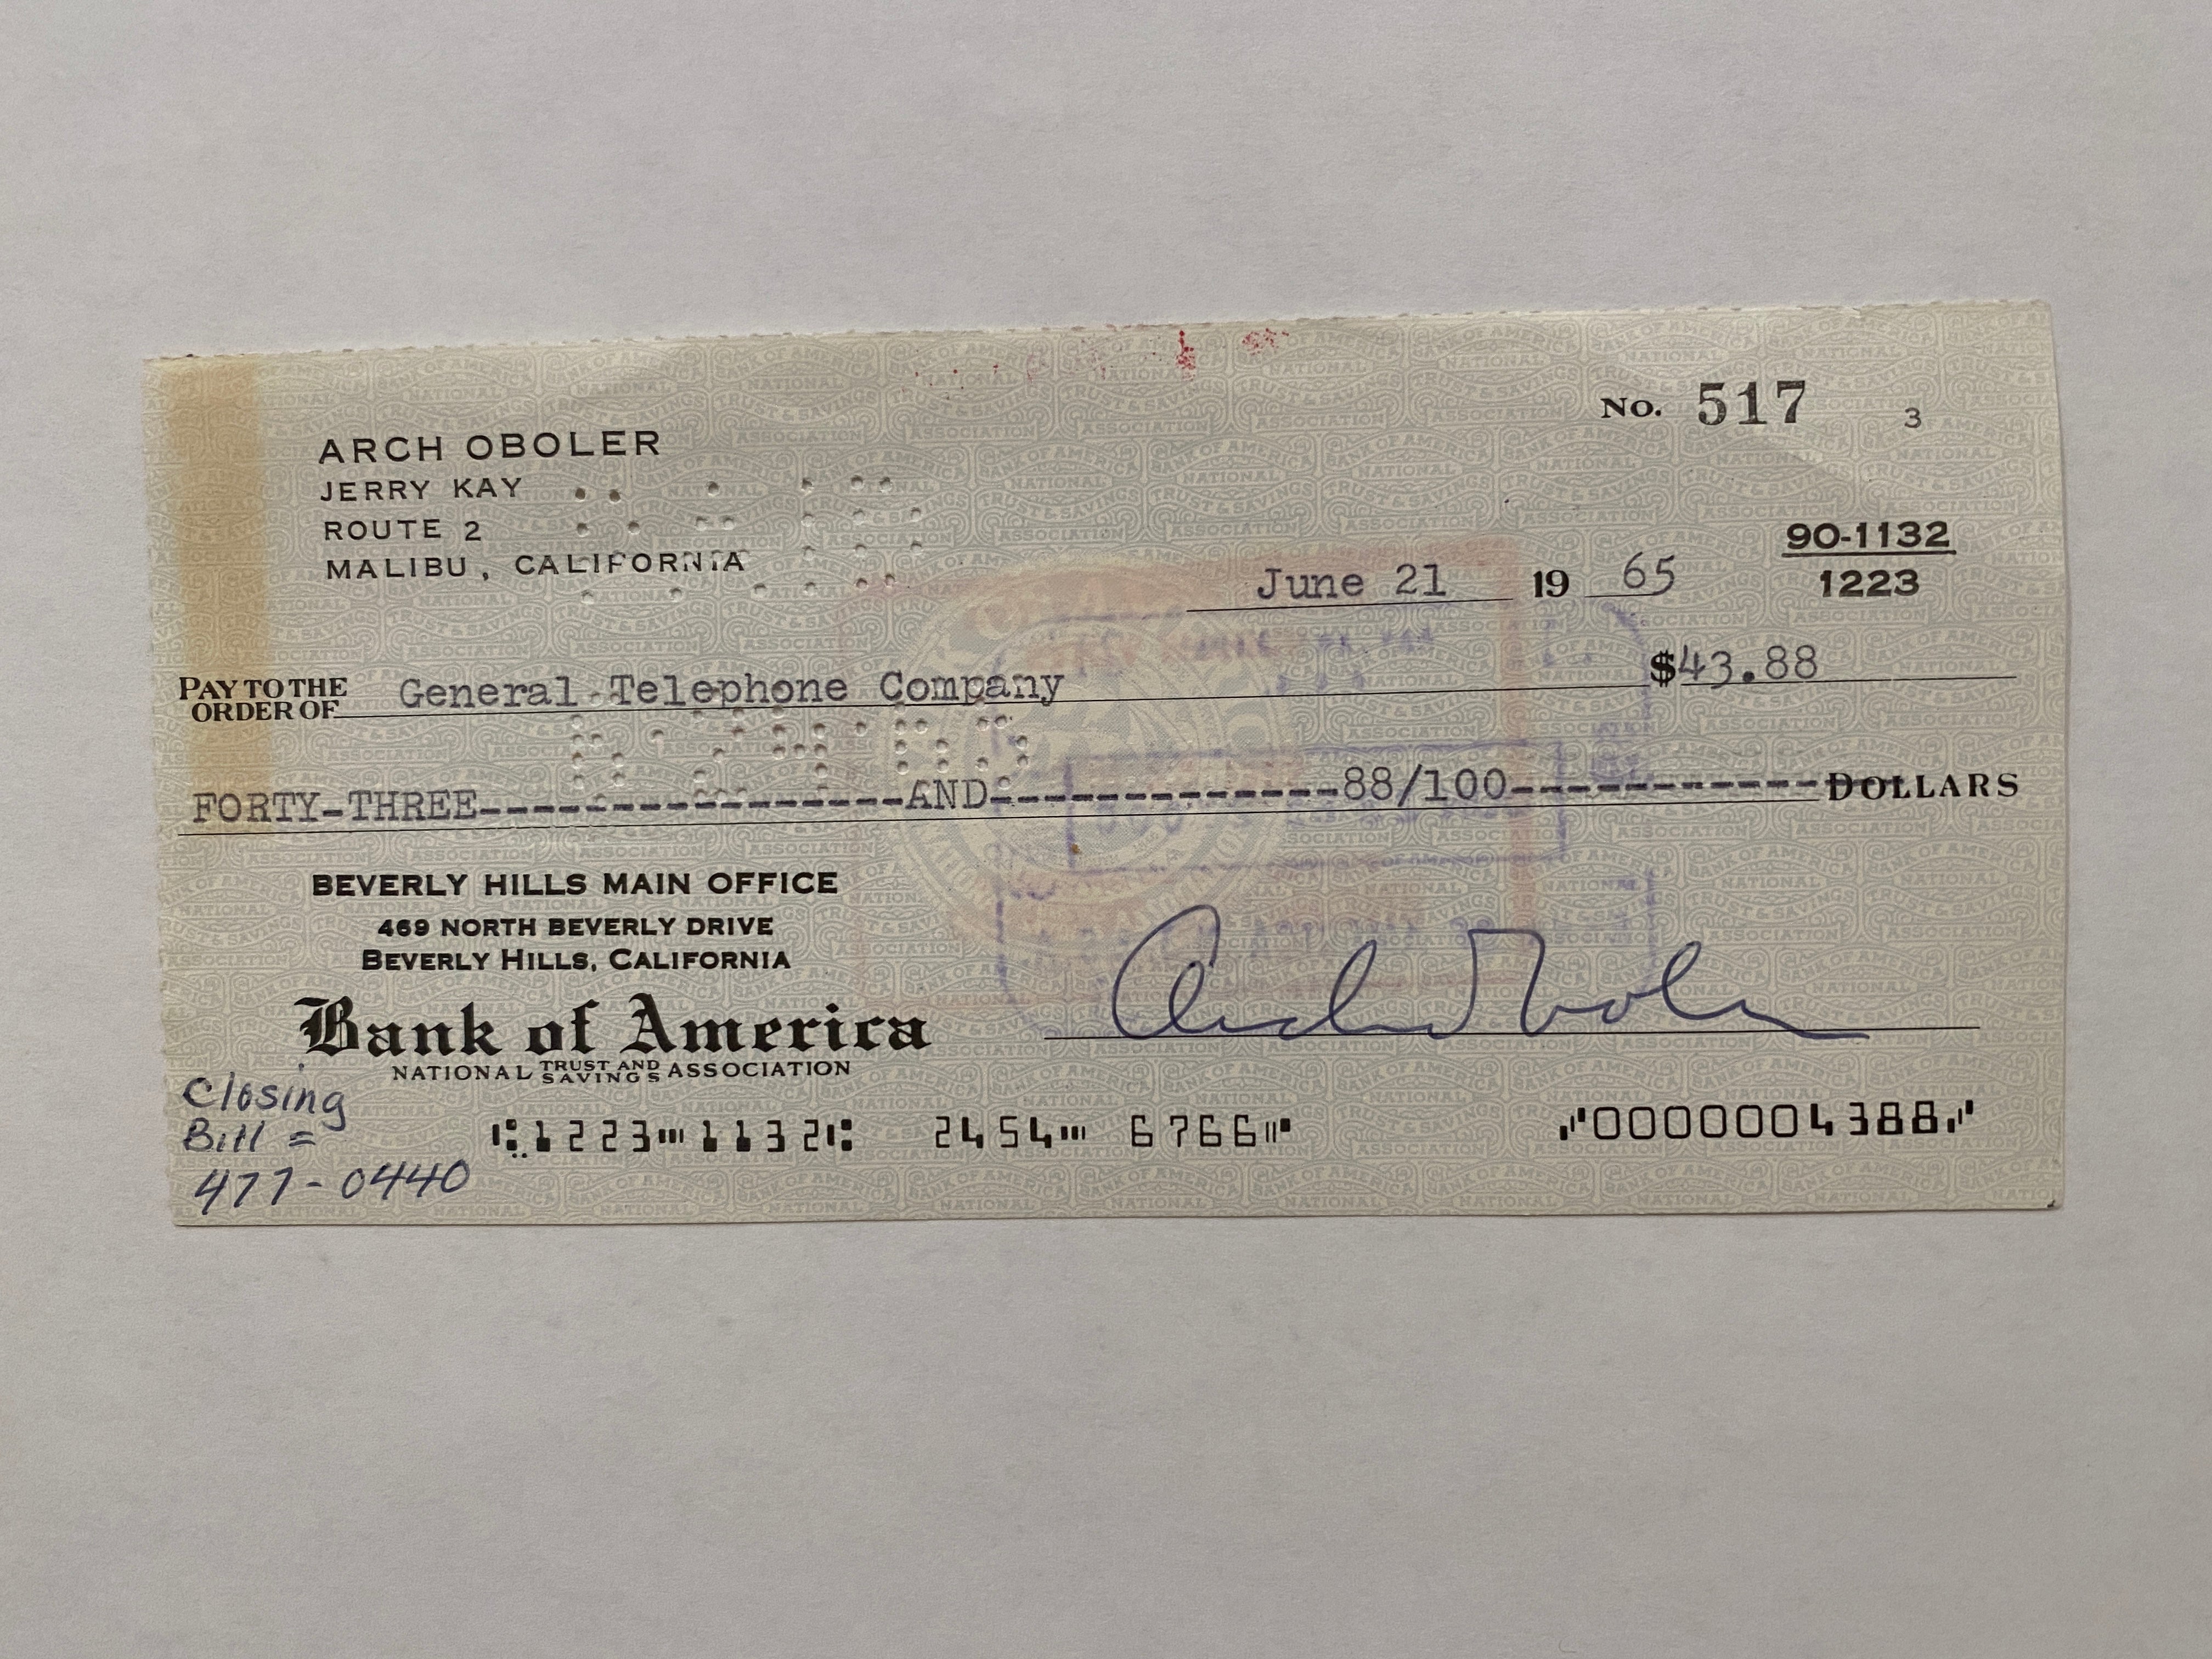 No. 517 3
ARCH OBOLER
JERRY KAY
ROUTE 2
MALIBU, CALIFORNIA
90-1132
1223
June 21 19 65
PAY TO THE ORDER OF General Telephone Company $43.88
FORTY-THREE----------------AND-------------88/100------------DOLLARS
BEVERLY HILLS MAIN OFFICE
469 NORTH BEVERLY DRIVE
BEVERLY HILLS, CALIFORNIA
Bank of America
NATIONAL TRUST AND SAVINGS ASSOCIATION
Arch Oboler
Closing
Bill =
477-0440
⑆1223⑉1132⑆ 2454⑉ 6766⑈ ⑇0000004388⑇